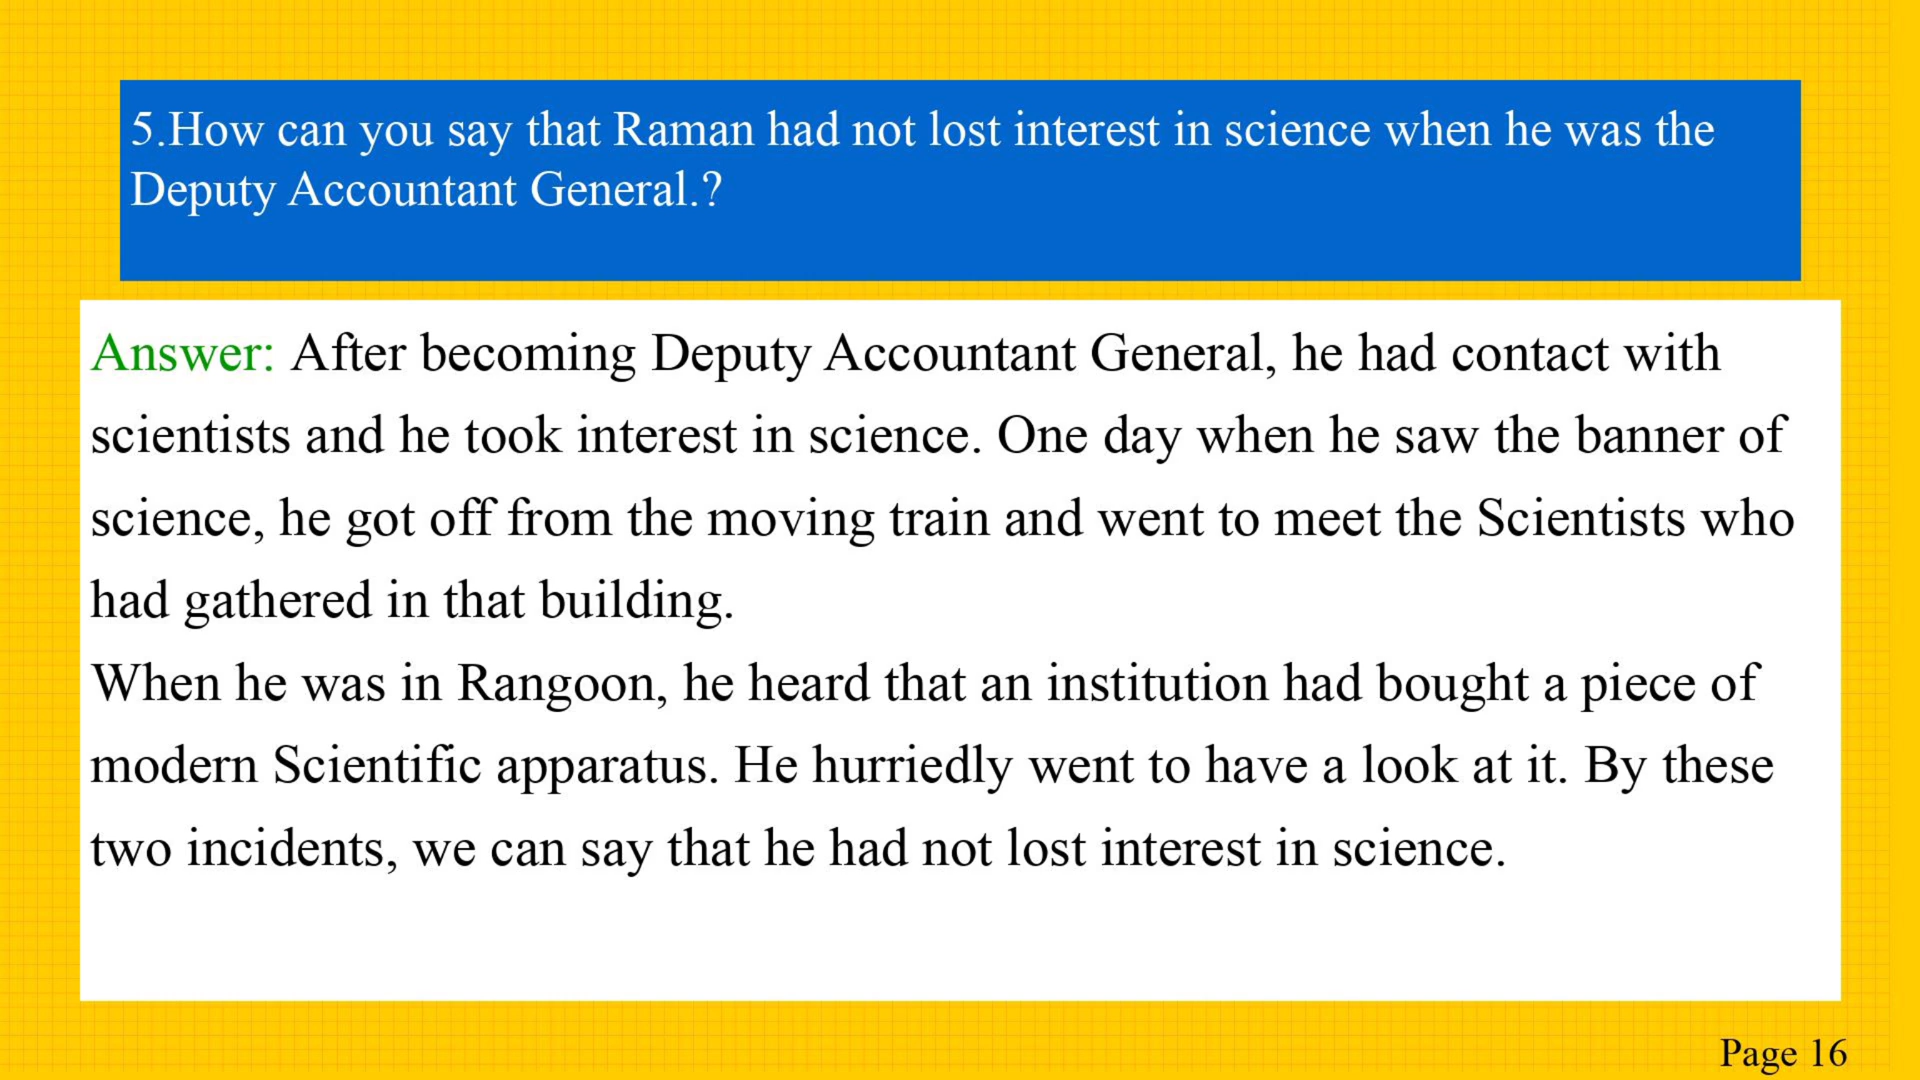 5.How can you say that Raman had not lost interest in science when he was the
Deputy Accountant General.?
Answer: After becoming Deputy Accountant General, he had contact with
scientists and he took interest in science. One day when he saw the banner of
science, he got off from the moving train and went to meet the Scientists who
had gathered in that building.
When he was in Rangoon, he heard that an institution had bought a piece of
modern Scientific apparatus. He hurriedly went to have a look at it. By these
two incidents, we can say that he had not lost interest in science.
Page 16